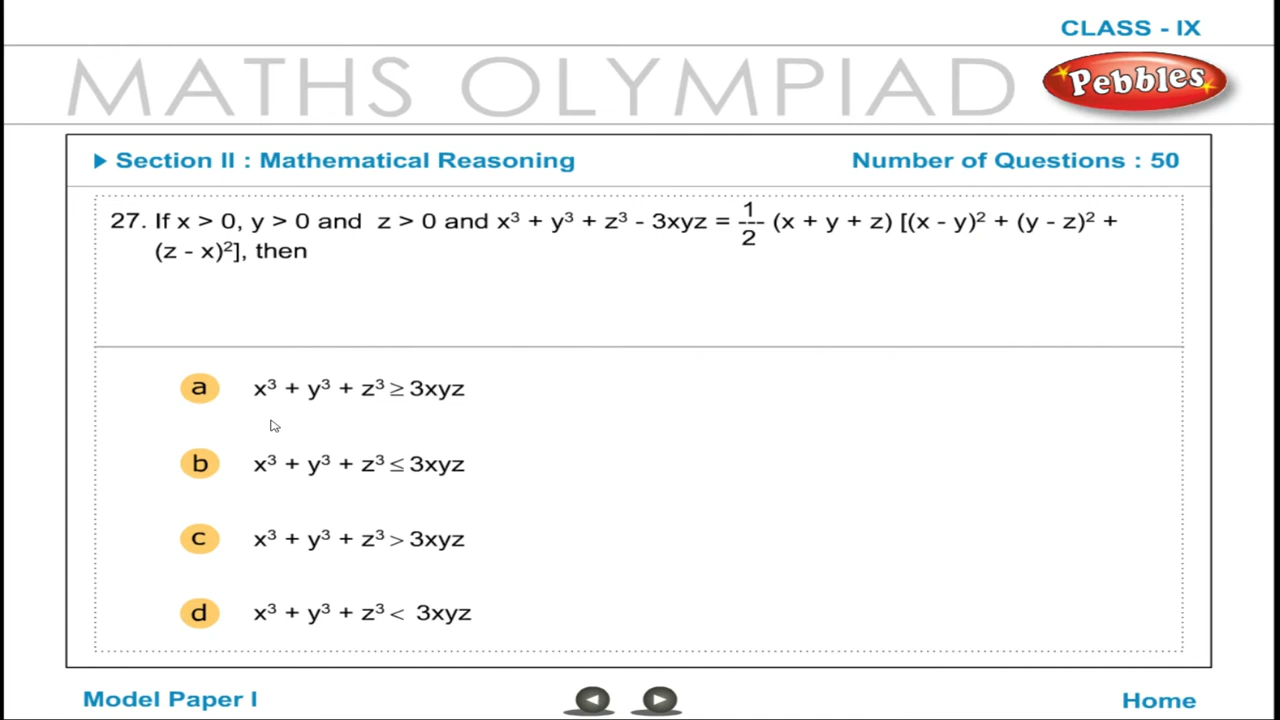 CLASS - IX
MATHS OLYMPIAD
Pebbles
Section II : Mathematical Reasoning
Number of Questions : 50
27. If x > 0, y > 0 and z > 0 and x³ + y³ + z³ - 3xyz = 1/2 (x + y + z) [(x - y)² + (y - z)² +
(z - x)²], then
a x³ + y³ + z³ ≥ 3xyz
b x³ + y³ + z³ ≤ 3xyz
c x³ + y³ + z³ > 3xyz
d x³ + y³ + z³ < 3xyz
Model Paper I
Home